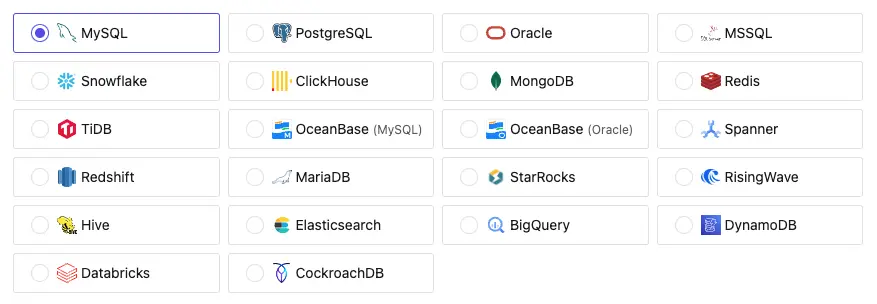 MySQL PostgreSQL Oracle MSSQL
Snowflake ClickHouse MongoDB Redis
TiDB OceanBase (MySQL) OceanBase (Oracle) Spanner
Redshift MariaDB StarRocks RisingWave
Hive Elasticsearch BigQuery DynamoDB
Databricks CockroachDB